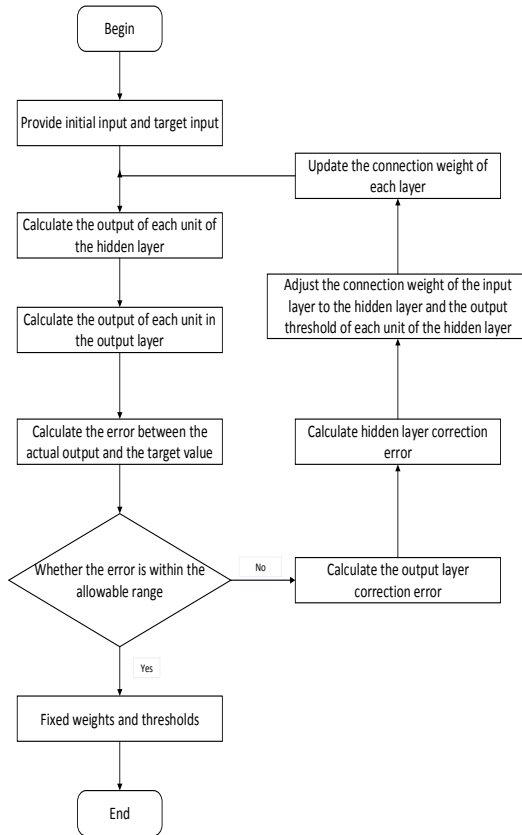 Begin
Provide initial input and target input
Update the connection weight of
each layer
Calculate the output of each unit of
the hidden layer
Adjust the connection weight of the input
layer to the hidden layer and the output
threshold of each unit of the hidden layer
Calculate the output of each unit in
the output layer
Calculate the error between the
actual output and the target value
Calculate hidden layer correction
error
Whether the error is within the
allowable range
No
Calculate the output layer
correction error
Yes
Fixed weights and thresholds
End